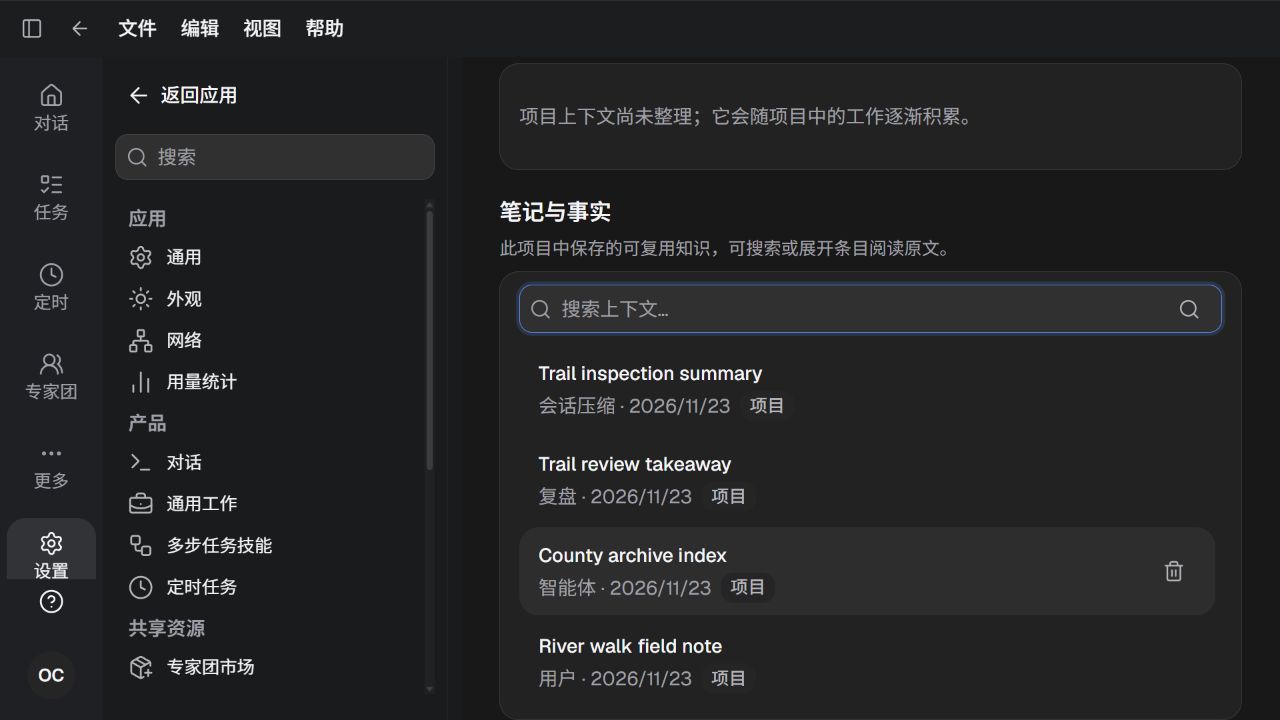 文件 编辑 视图 帮助
对话
任务
定时
专家团
更多
设置
OC
返回应用
搜索
应用
通用
外观
网络
用量统计
产品
对话
通用工作
多步任务技能
定时任务
共享资源
专家团市场
项目上下文尚未整理；它会随项目中的工作逐渐积累。
笔记与事实
此项目中保存的可复用知识，可搜索或展开条目阅读原文。
搜索上下文...
Trail inspection summary
会话压缩 · 2026/11/23 项目
Trail review takeaway
复盘 · 2026/11/23 项目
County archive index
智能体 · 2026/11/23 项目
River walk field note
用户 · 2026/11/23 项目